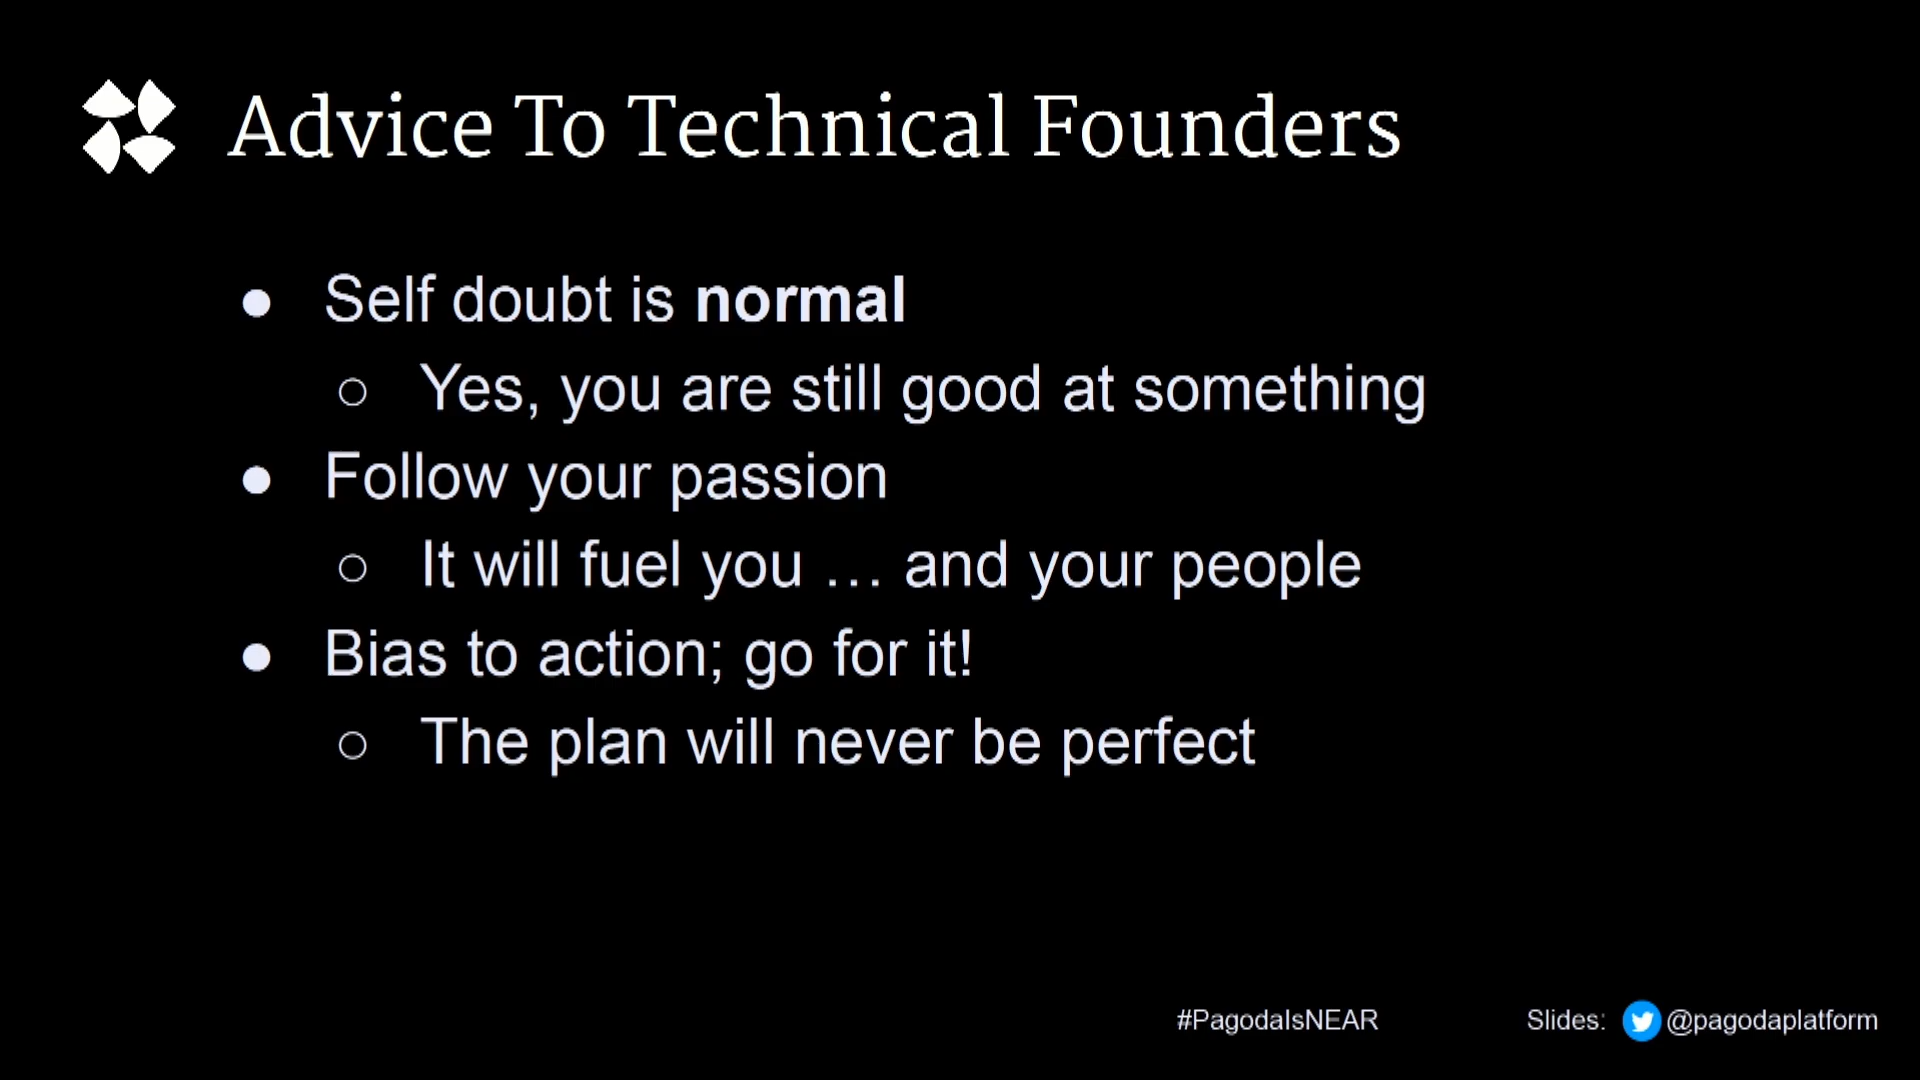 Advice To Technical Founders
● Self doubt is normal
○ Yes, you are still good at something
● Follow your passion
○ It will fuel you … and your people
● Bias to action; go for it!
○ The plan will never be perfect
#PagodaIsNEAR
Slides: @pagodaplatform